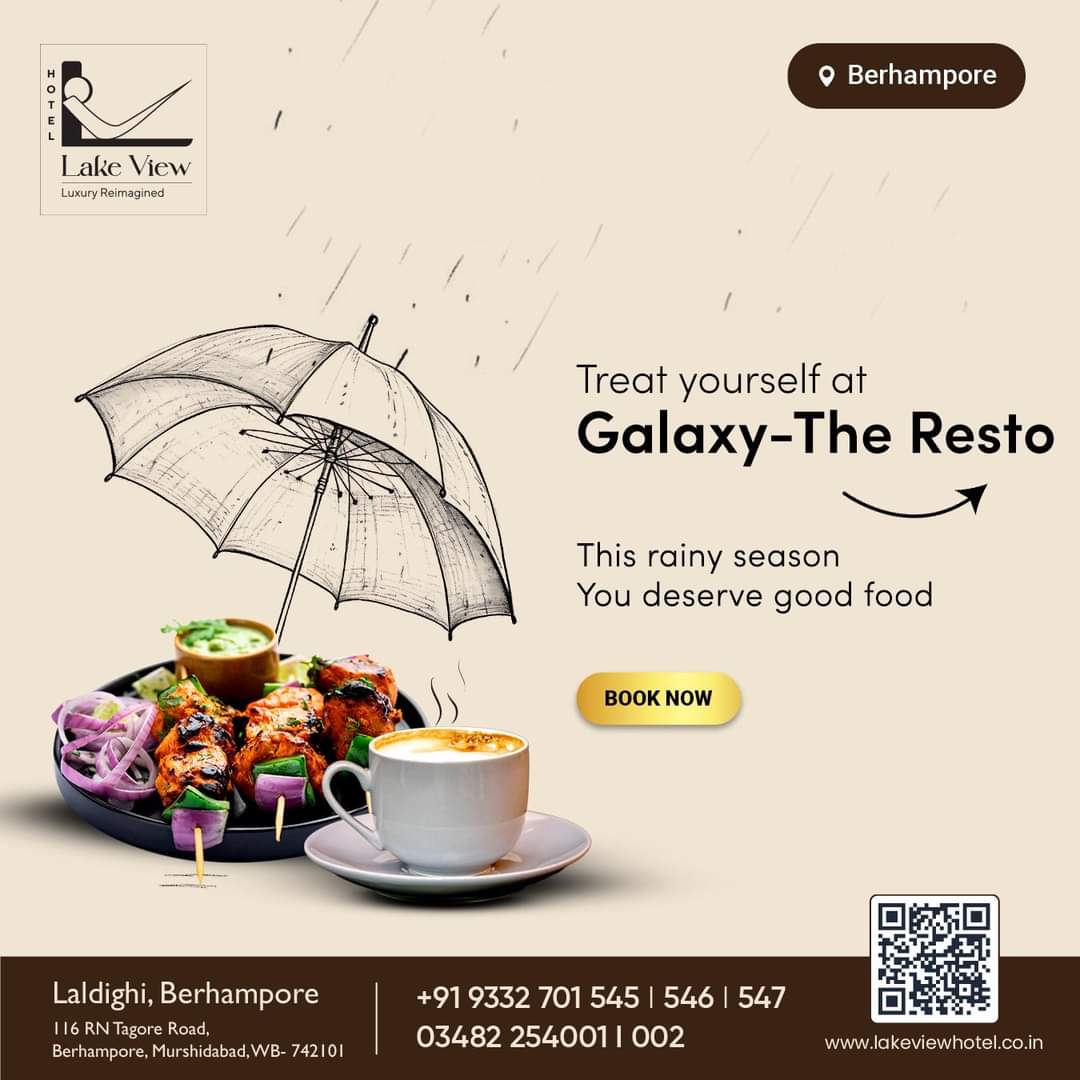 HOTEL
Lake View
Luxury Reimagined
Berhampore
Treat yourself at
Galaxy-The Resto
This rainy season
You deserve good food
BOOK NOW
Laldighi, Berhampore
116 RN Tagore Road,
Berhampore, Murshidabad,WB- 742101
+91 9332 701 545 | 546 | 547
03482 254001 | 002
www.lakeviewhotel.co.in